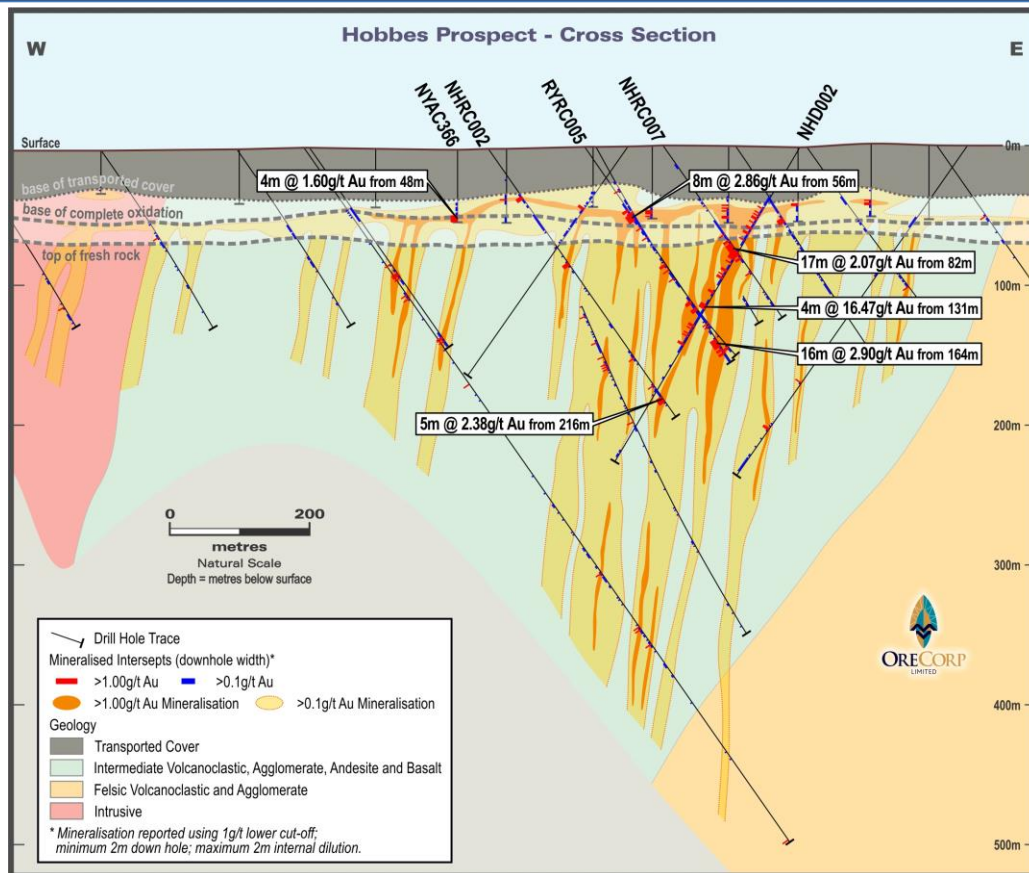 Hobbes Prospect - Cross Section
W
E
NYAC366
NHRC002
RYRC005
NHRC007
NHD002
Surface
0m
base of transported cover
4m @ 1.60g/t Au from 48m
8m @ 2.86g/t Au from 56m
base of complete oxidation
top of fresh rock
17m @ 2.07g/t Au from 82m
100m
4m @ 16.47g/t Au from 131m
16m @ 2.90g/t Au from 164m
5m @ 2.38g/t Au from 216m
200m
0 200
metres
Natural Scale
Depth = metres below surface
300m
Drill Hole Trace
Mineralised Intersepts (downhole width)*
>1.00g/t Au >0.1g/t Au
>1.00g/t Au Mineralisation >0.1g/t Au Mineralisation
Geology
Transported Cover
Intermediate Volcanoclastic, Agglomerate, Andesite and Basalt
Felsic Volcanoclastic and Agglomerate
Intrusive
* Mineralisation reported using 1g/t lower cut-off;
minimum 2m down hole; maximum 2m internal dilution.
ORECORP
LIMITED
400m
500m